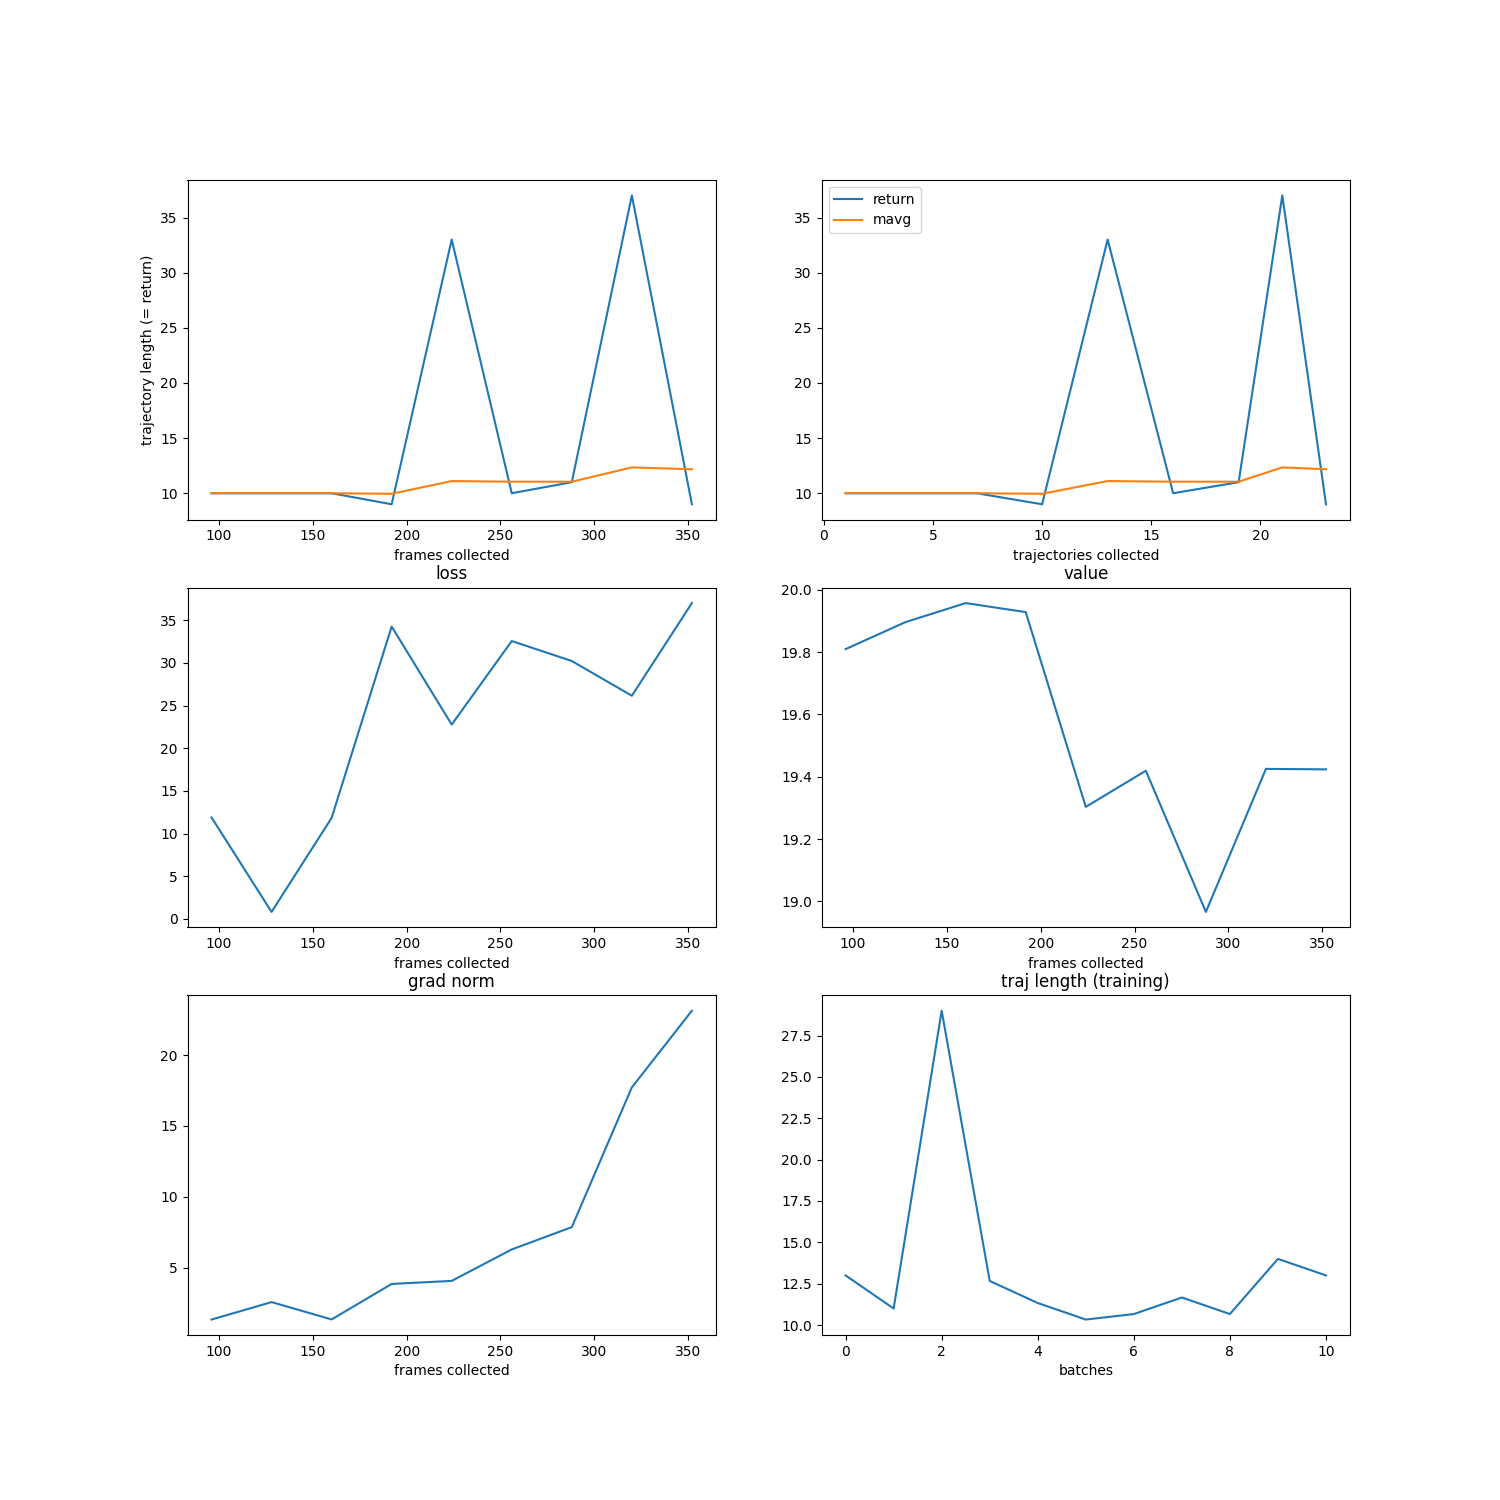 trajectory length (= return)
35
30
25
20
15
10
100 150 200 250 300 350
frames collected
return
mavg
35
30
25
20
15
10
0 5 10 15 20
trajectories collected
loss
35
30
25
20
15
10
5
0
100 150 200 250 300 350
frames collected
value
20.0
19.8
19.6
19.4
19.2
19.0
100 150 200 250 300 350
frames collected
grad norm
20
15
10
5
100 150 200 250 300 350
frames collected
traj length (training)
27.5
25.0
22.5
20.0
17.5
15.0
12.5
10.0
0 2 4 6 8 10
batches